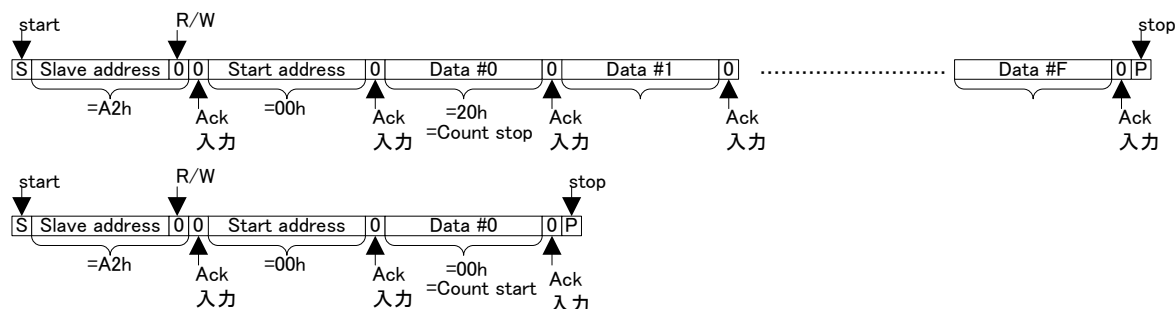 start R/W stop
S Slave address 0 0 Start address 0 Data #0 0 Data #1 0 ........................ Data #F 0 P
=A2h Ack =00h Ack =20h Ack Ack Ack
入力 入力 =Count stop 入力 入力 入力
start R/W stop
S Slave address 0 0 Start address 0 Data #0 0 P
=A2h Ack =00h Ack =00h Ack
入力 入力 =Count start 入力